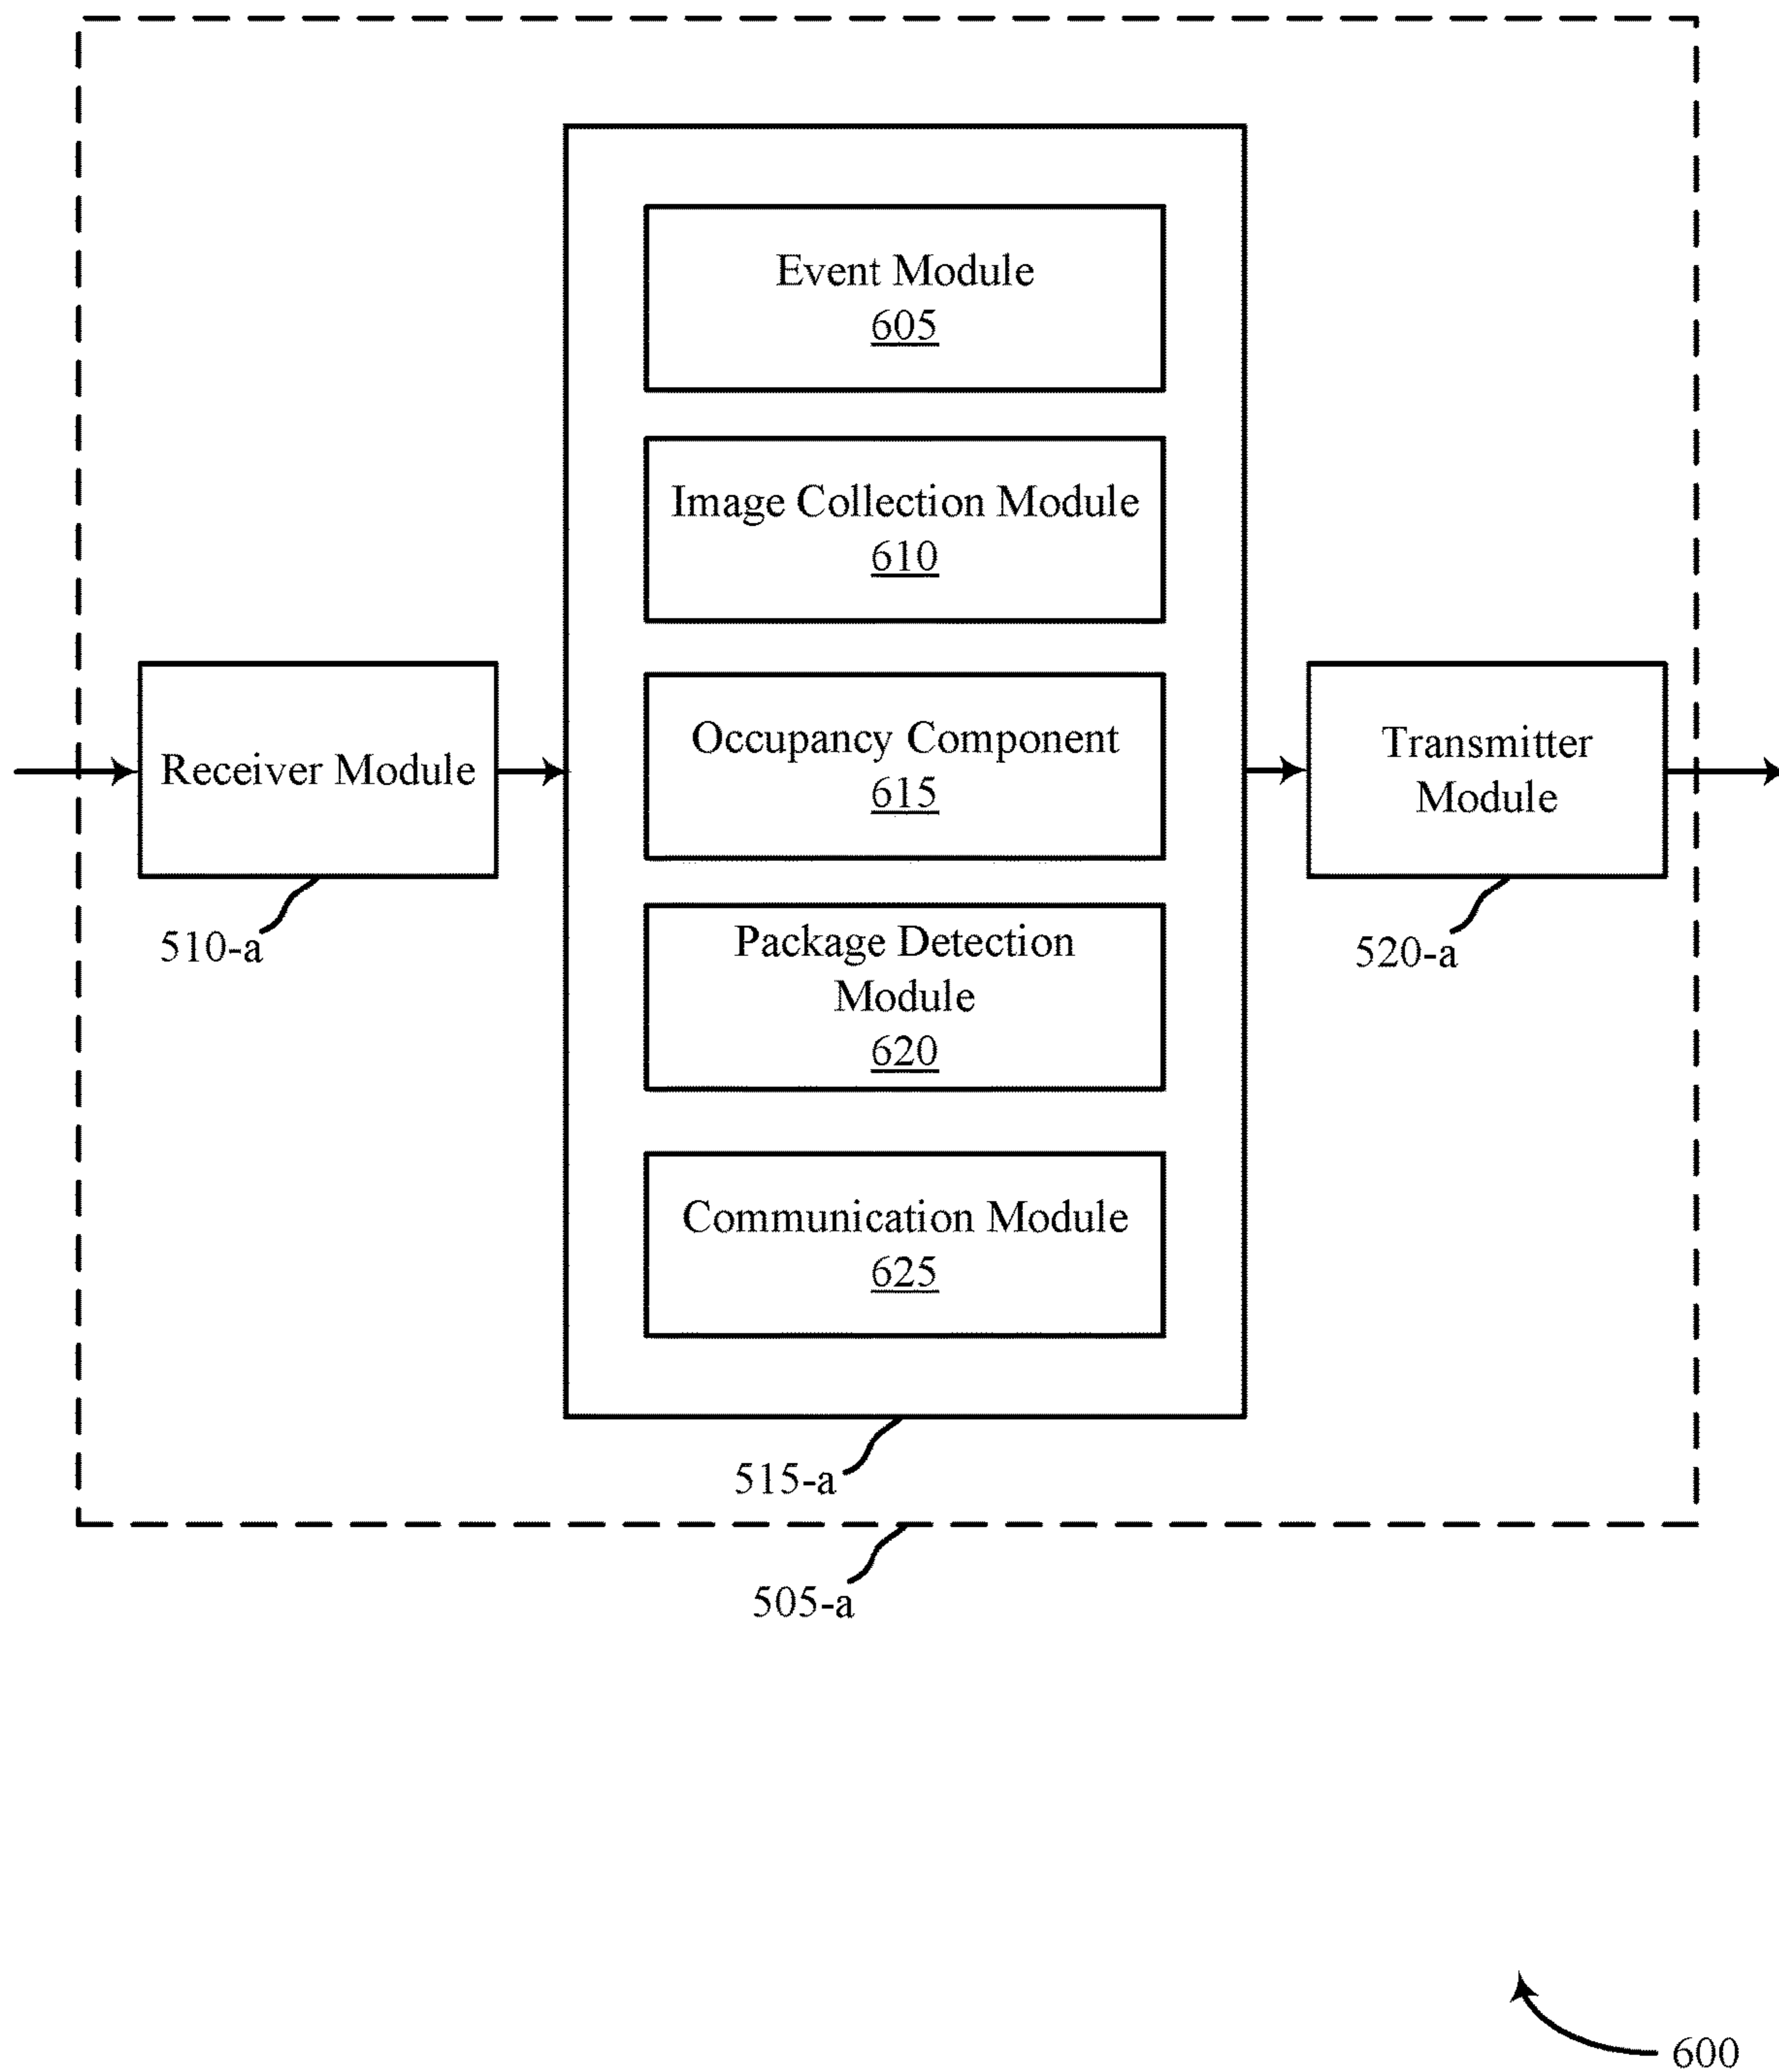 Event Module
605
Image Collection Module
610
Occupancy Component
615
Receiver Module
Transmitter
Module
510-a
520-a
Package Detection
Module
620
Communication Module
625
515-a
505-a
600